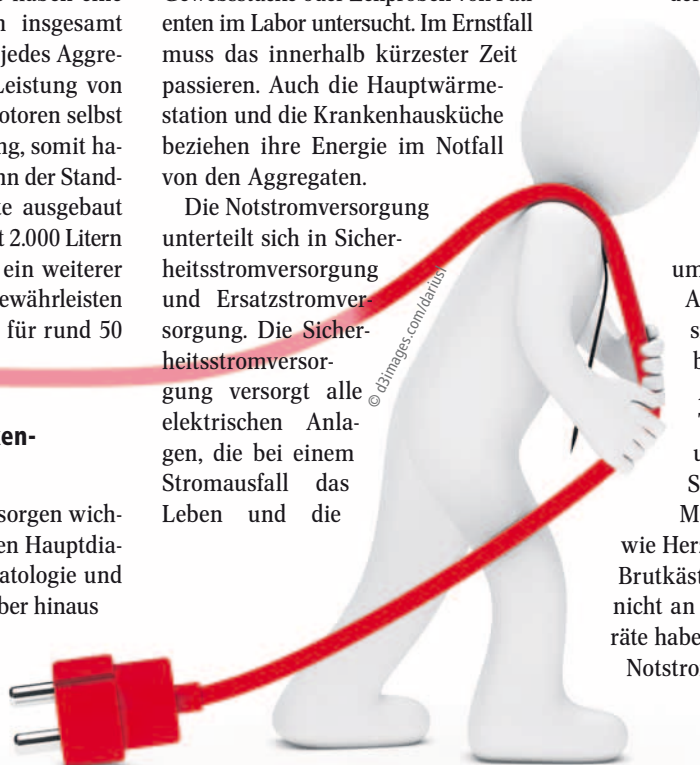 insgesamt
jedes Aggre-
Leistung von
otoren selbst
ng, somit ha-
nn der Stand-
ausgebaut
t 2.000 Litern
ein weiterer
ewährleisten
für rund 50
en-
sorgen wich-
en Hauptdia-
atologie und
ber hinaus
enten im Labor untersucht. Im Ernstfall
muss das innerhalb kürzester Zeit
passieren. Auch die Hauptwärme-
station und die Krankenhausküche
beziehen ihre Energie im Notfall
von den Aggregaten.
Die Notstromversorgung
unterteilt sich in Sicher-
heitsstromversorgung
und Ersatzstromver-
sorgung. Die Sicher-
heitsstromversor-
gung versorgt alle
elektrischen Anla-
gen, die bei einem
Stromausfall das
Leben und die
© d3images.com/dariusl
um
A
s
b
u
S
M
wie Her
Brutkäst
nicht an
räte habe
Notstro